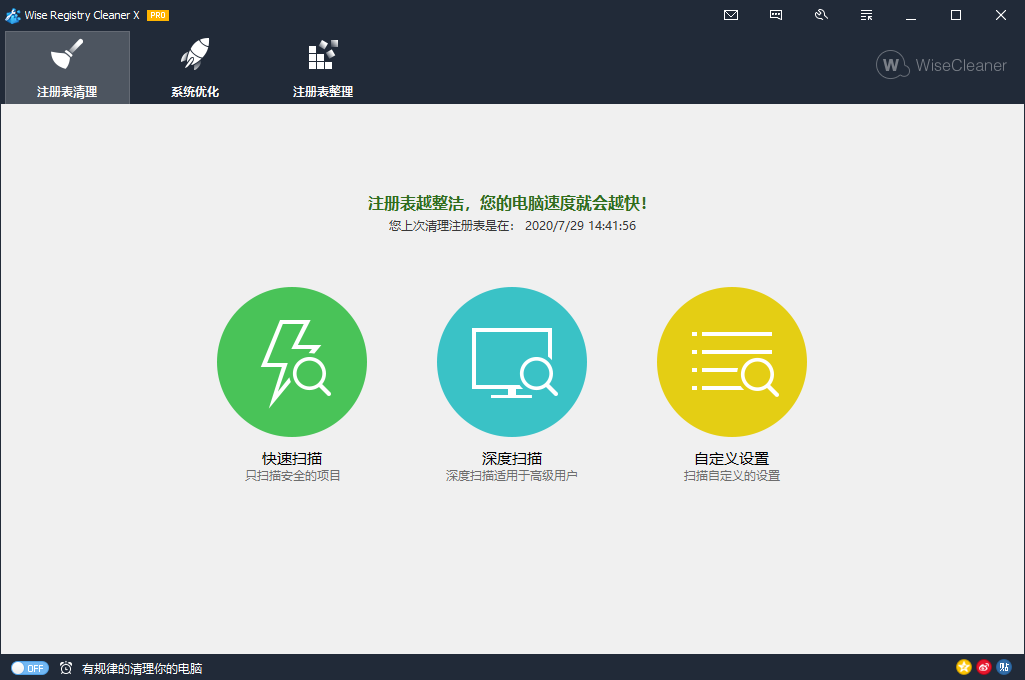 Wise Registry Cleaner X PRO
注册表清理
系统优化
注册表整理
W WiseCleaner
注册表越整洁，您的电脑速度就会越快！
您上次清理注册表是在： 2020/7/29 14:41:56
快速扫描
只扫描安全的项目
深度扫描
深度扫描适用于高级用户
自定义设置
扫描自定义的设置
OFF 有规律的清理你的电脑
贴